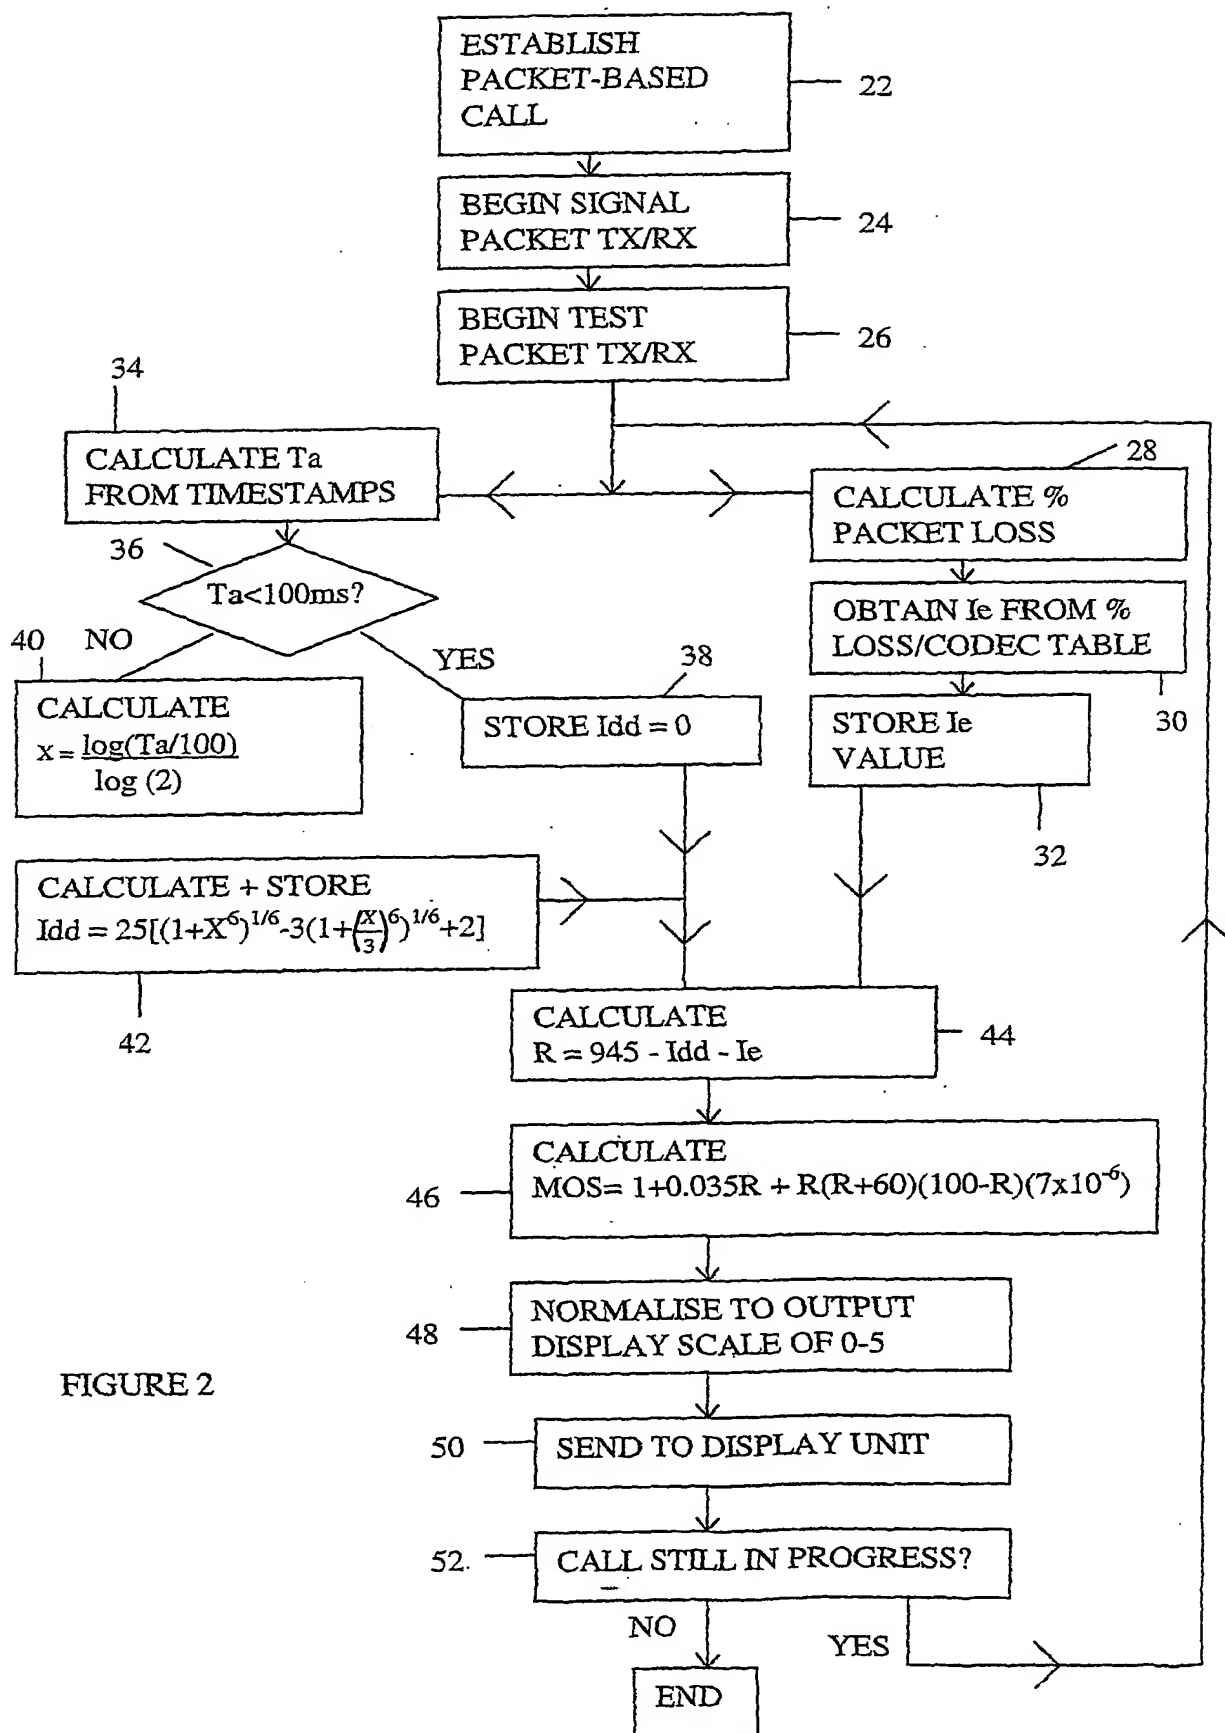 ESTABLISH
PACKET-BASED
CALL
22
BEGIN SIGNAL
PACKET TX/RX
24
BEGIN TEST
PACKET TX/RX
26
34
CALCULATE Ta
FROM TIMESTAMPS
28
CALCULATE %
PACKET LOSS
36
Ta<100ms?
OBTAIN Ie FROM %
LOSS/CODEC TABLE
30
40
NO
YES
38
CALCULATE
x = log(Ta/100)
log (2)
STORE Idd = 0
STORE Ie
VALUE
32
CALCULATE + STORE
Idd = 25[(1+X⁶)^1/6-3(1+(X/3)⁶)^1/6+2]
42
CALCULATE
R = 945 - Idd - Ie
44
CALCULATE
MOS= 1+0.035R + R(R+60)(100-R)(7x10⁻⁶)
46
NORMALISE TO OUTPUT
DISPLAY SCALE OF 0-5
48
FIGURE 2
50
SEND TO DISPLAY UNIT
52
CALL STILL IN PROGRESS?
NO
YES
END